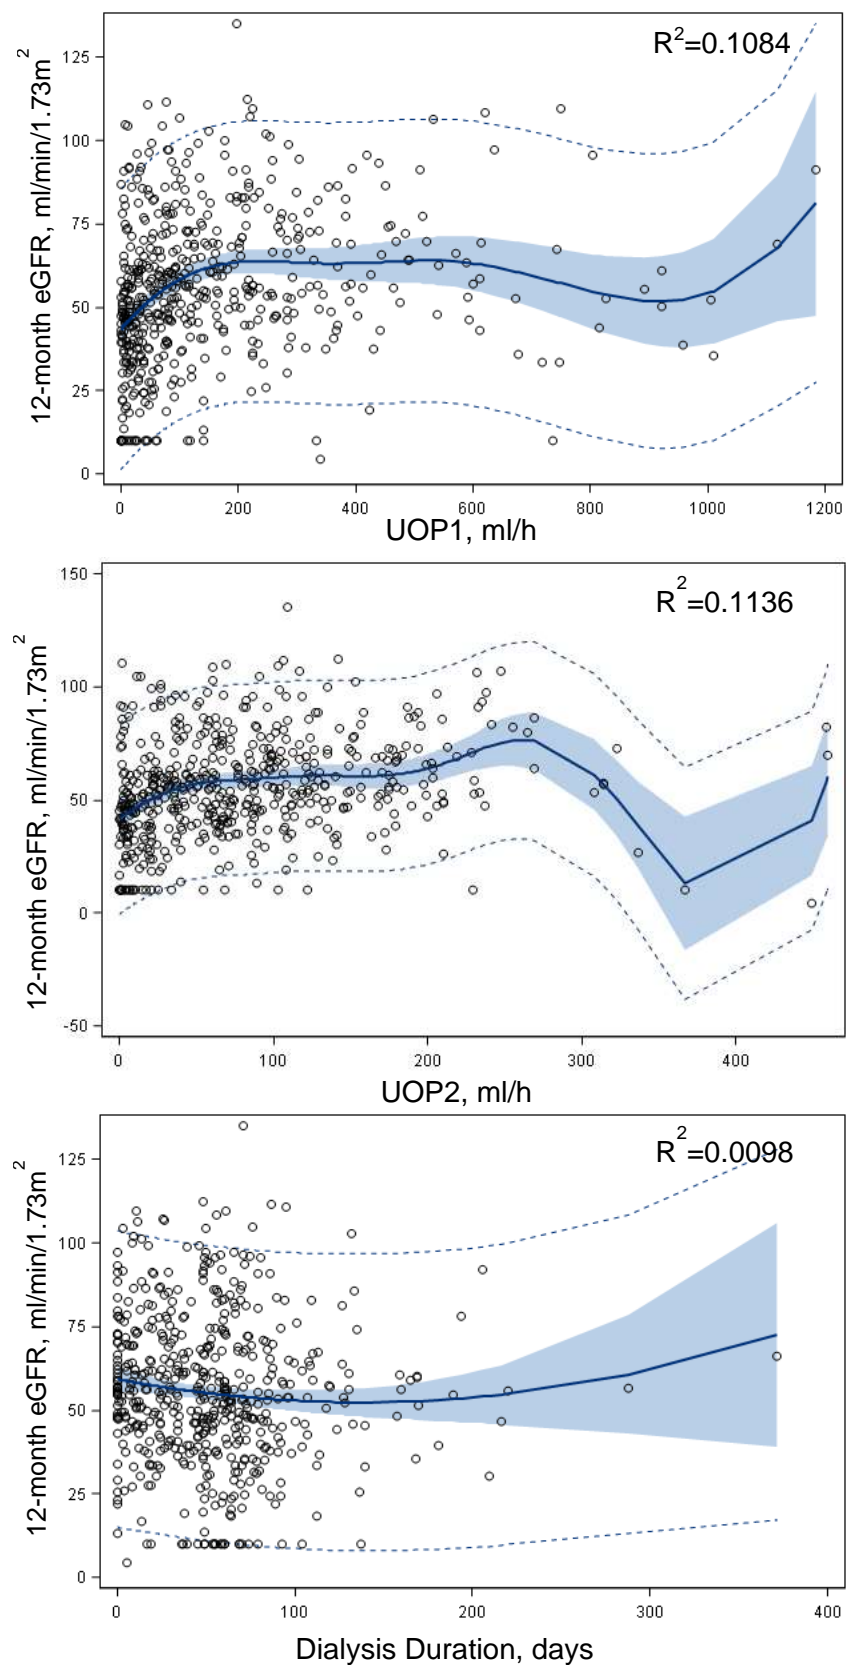 R²=0.1084
12-month eGFR, ml/min/1.73m²
125
100
75
50
25
0
0 200 400 600 800 1000 1200
UOP1, ml/h
R²=0.1136
12-month eGFR, ml/min/1.73m²
150
100
50
0
-50
0 100 200 300 400
UOP2, ml/h
R²=0.0098
12-month eGFR, ml/min/1.73m²
125
100
75
50
25
0
0 100 200 300 400
Dialysis Duration, days